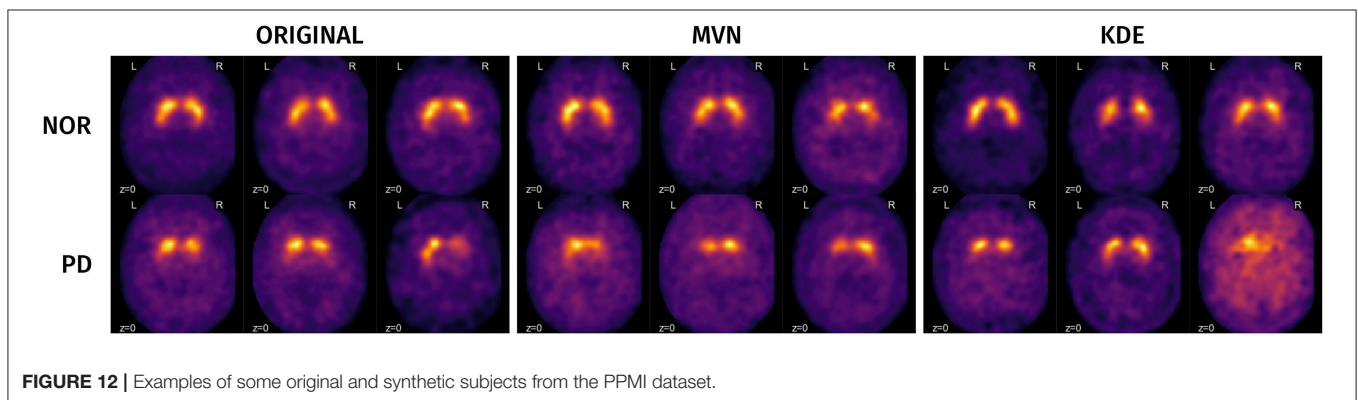 ORIGINAL MVN KDE
L R L R L R
NOR
z=0 z=0 z=0 z=0 z=0 z=0 z=0 z=0 z=0
L R L R L R
PD
z=0 z=0 z=0 z=0 z=0 z=0 z=0 z=0 z=0
FIGURE 12 | Examples of some original and synthetic subjects from the PPMI dataset.